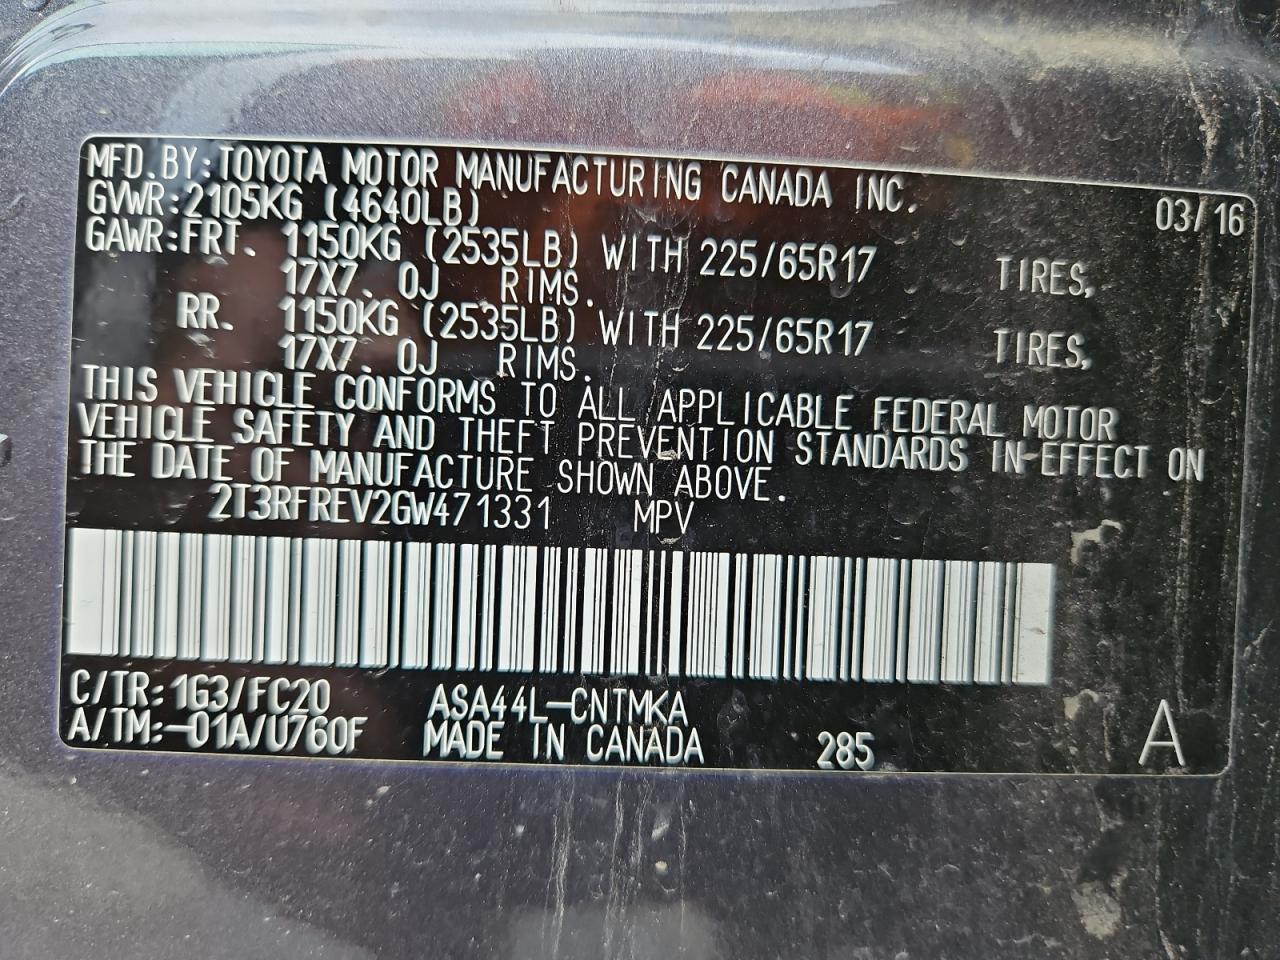 MFD.BY:TOYOTA MOTOR MANUFACTURING CANADA INC.
GVWR:2105KG (4640LB) 03/16
GAWR:FRT. 1150KG (2535LB) WITH 225/65R17 TIRES,
17X7. 0J RIMS.
RR. 1150KG (2535LB) WITH 225/65R17 TIRES,
17X7. 0J RIMS.
THIS VEHICLE CONFORMS TO ALL APPLICABLE FEDERAL MOTOR
VEHICLE SAFETY AND THEFT PREVENTION STANDARDS IN EFFECT ON
THE DATE OF MANUFACTURE SHOWN ABOVE.
2T3RFREV2GW471331 MPV
C/TR: 1G3/FC20 ASA44L-CNTMKA
A/TM:-01A/U760F MADE IN CANADA 285 A